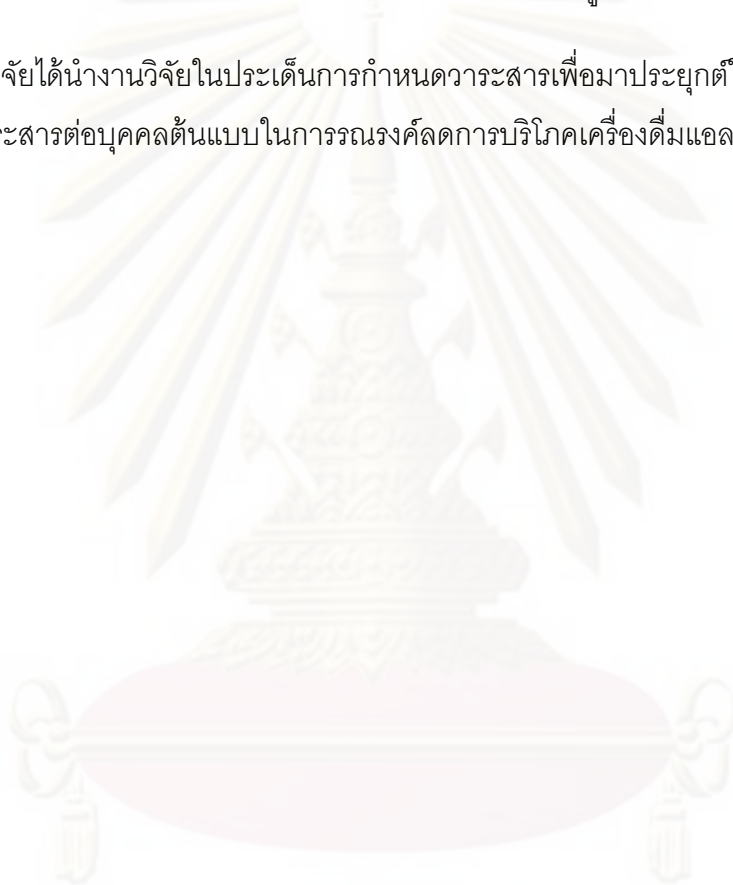 จัยได้นำงานวิจัยในประเด็นการกำหนดวาระสารเพื่อมาประยุกต์
ะสารต่อบุคคลต้นแบบในการรณรงค์ลดการบริโภคเครื่องดื่มแอล